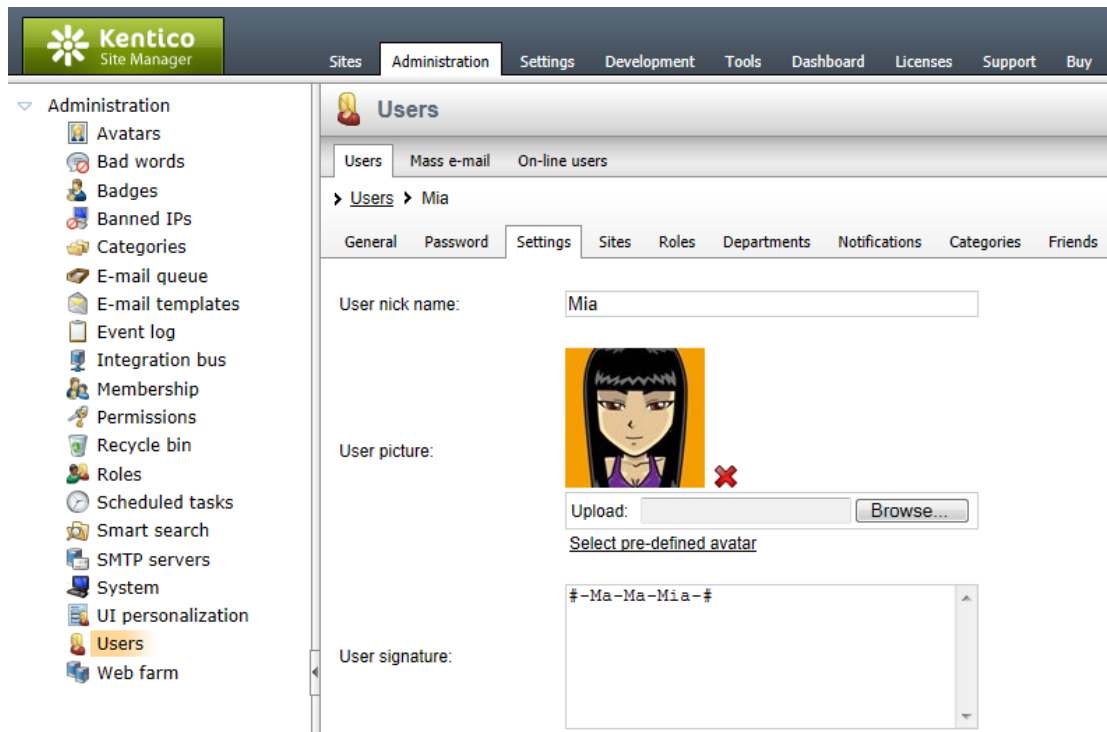 Kentico
Site Manager
Sites Administration Settings Development Tools Dashboard Licenses Support Buy
Administration
Avatars
Bad words
Badges
Banned IPs
Categories
E-mail queue
E-mail templates
Event log
Integration bus
Membership
Permissions
Recycle bin
Roles
Scheduled tasks
Smart search
SMTP servers
System
UI personalization
Users
Web farm
Users
Users Mass e-mail On-line users
Users Mia
General Password Settings Sites Roles Departments Notifications Categories Friends
User nick name: Mia
User picture:
Upload: Browse...
Select pre-defined avatar
User signature: #-Ma-Ma-Mia-#